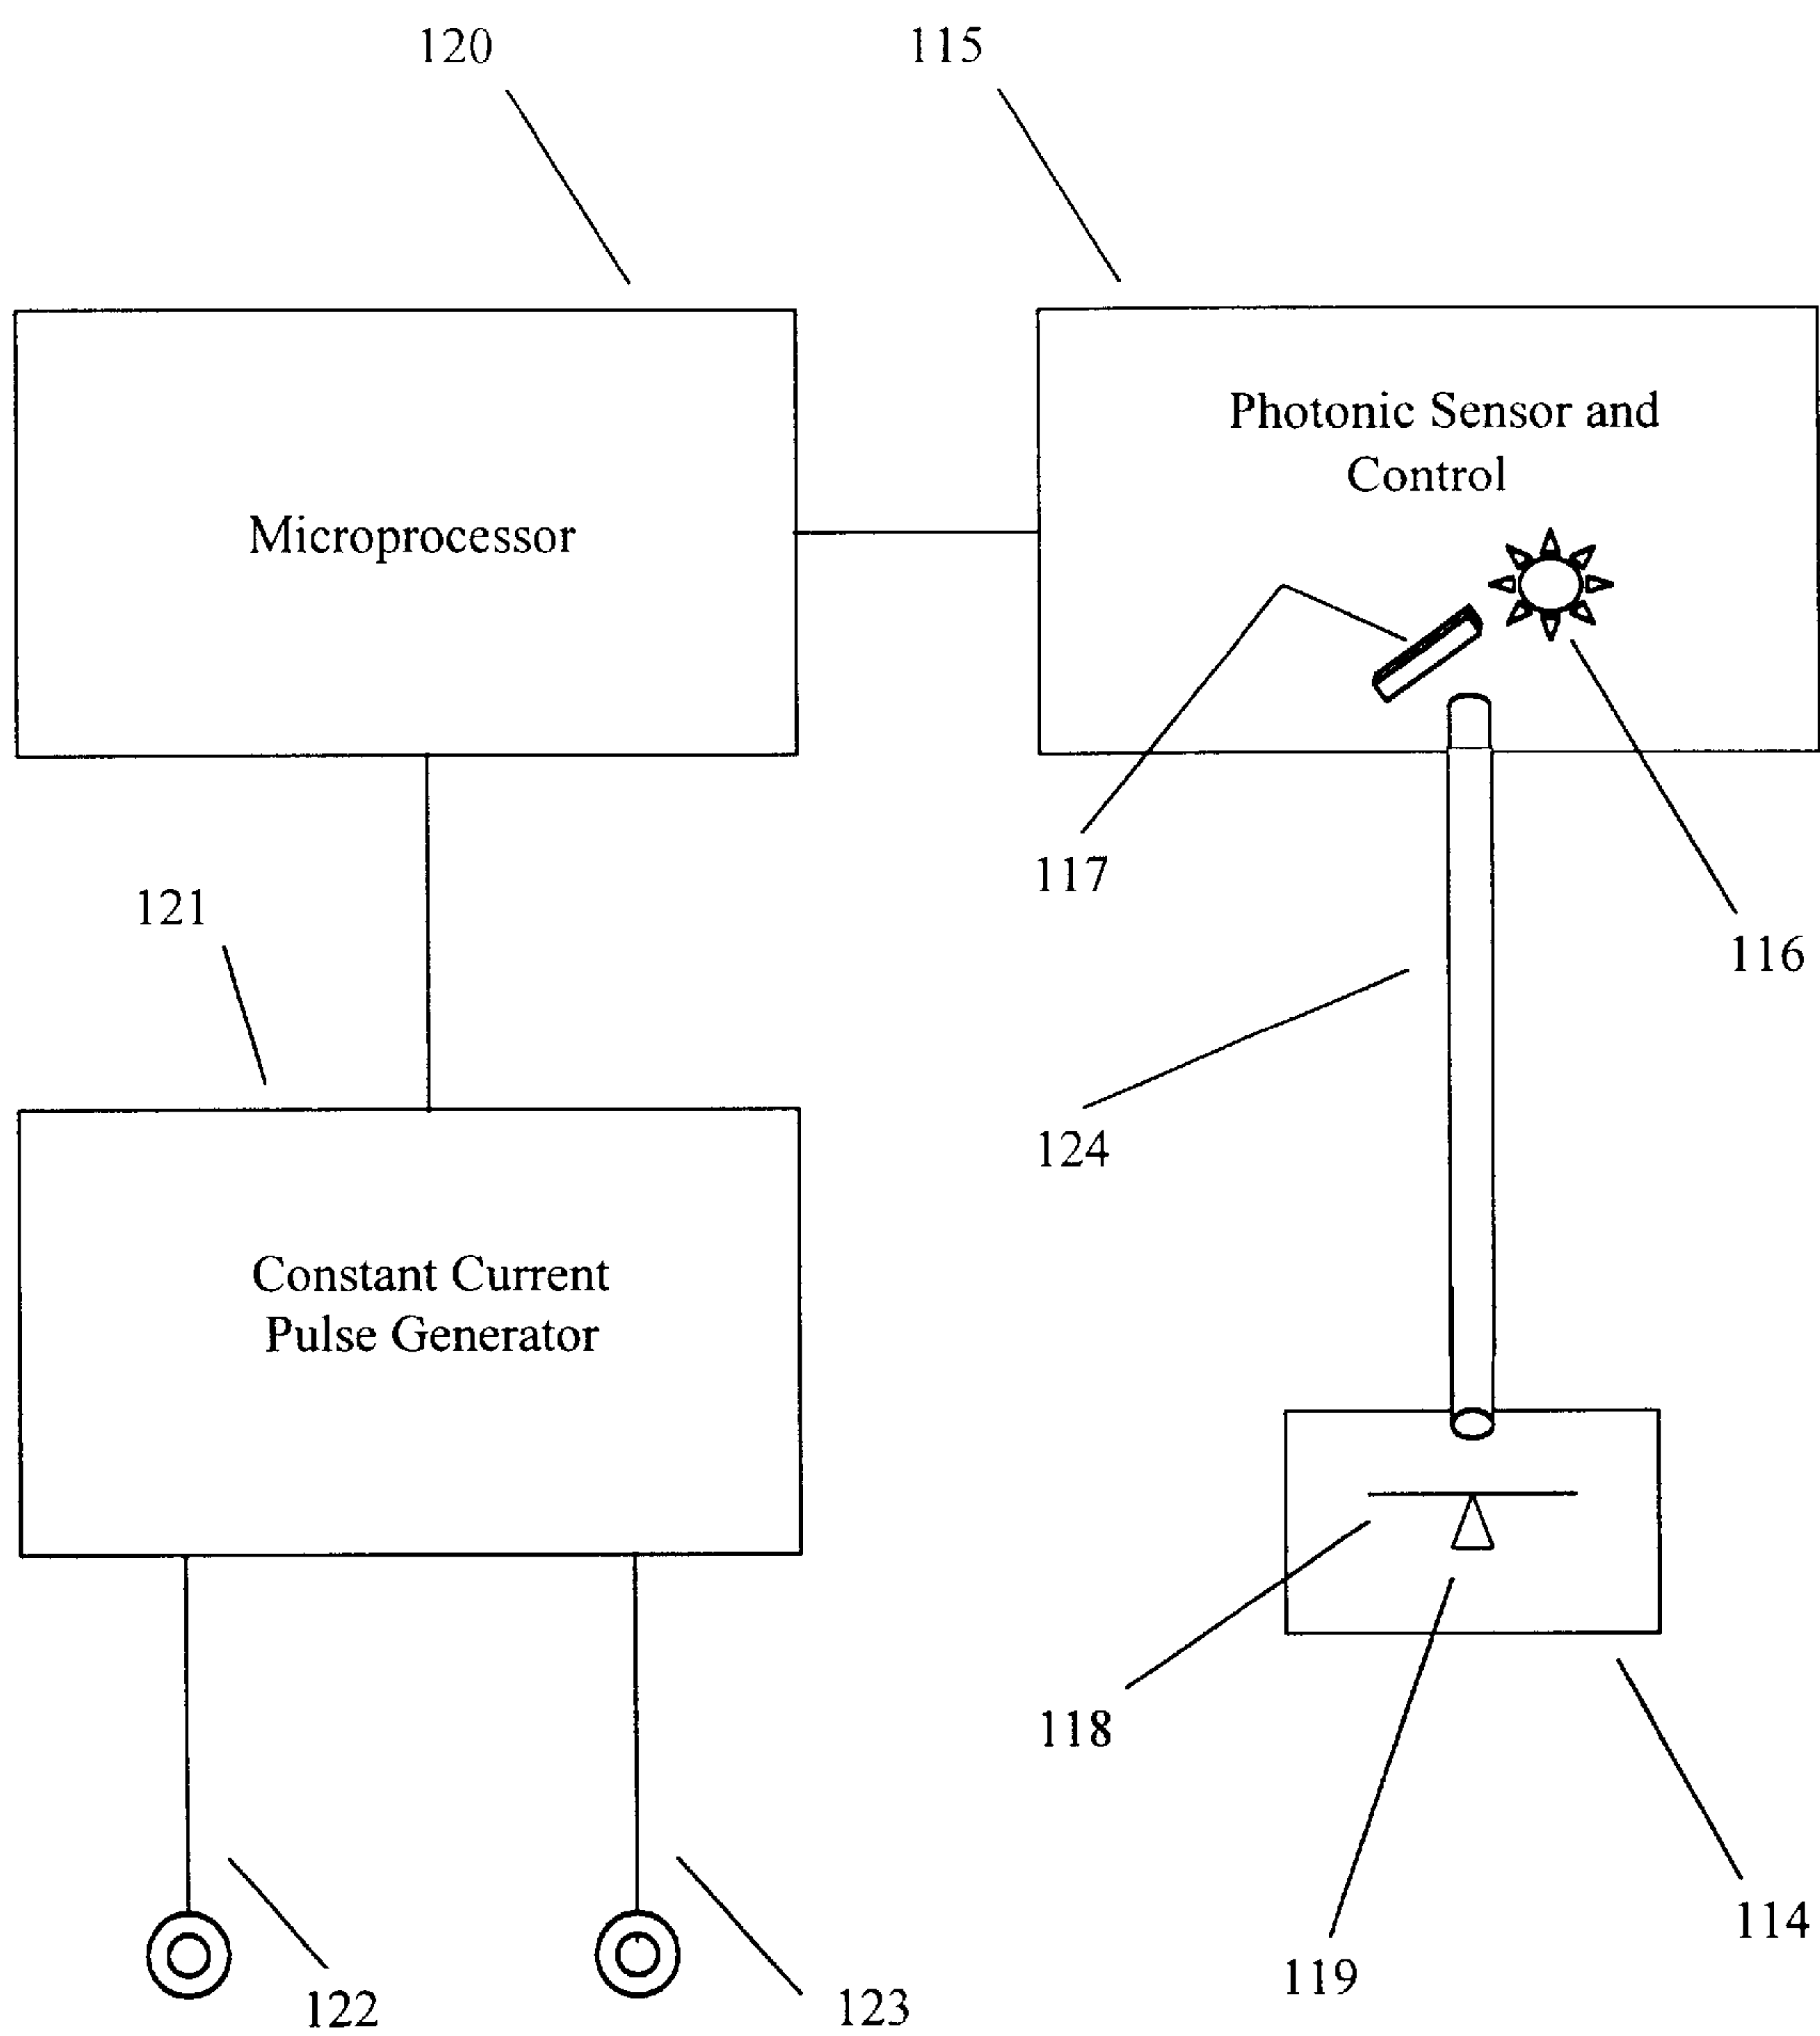 120
115
Photonic Sensor and
Control
Microprocessor
117
121
116
124
Constant Current
Pulse Generator
118
114
119
122
123